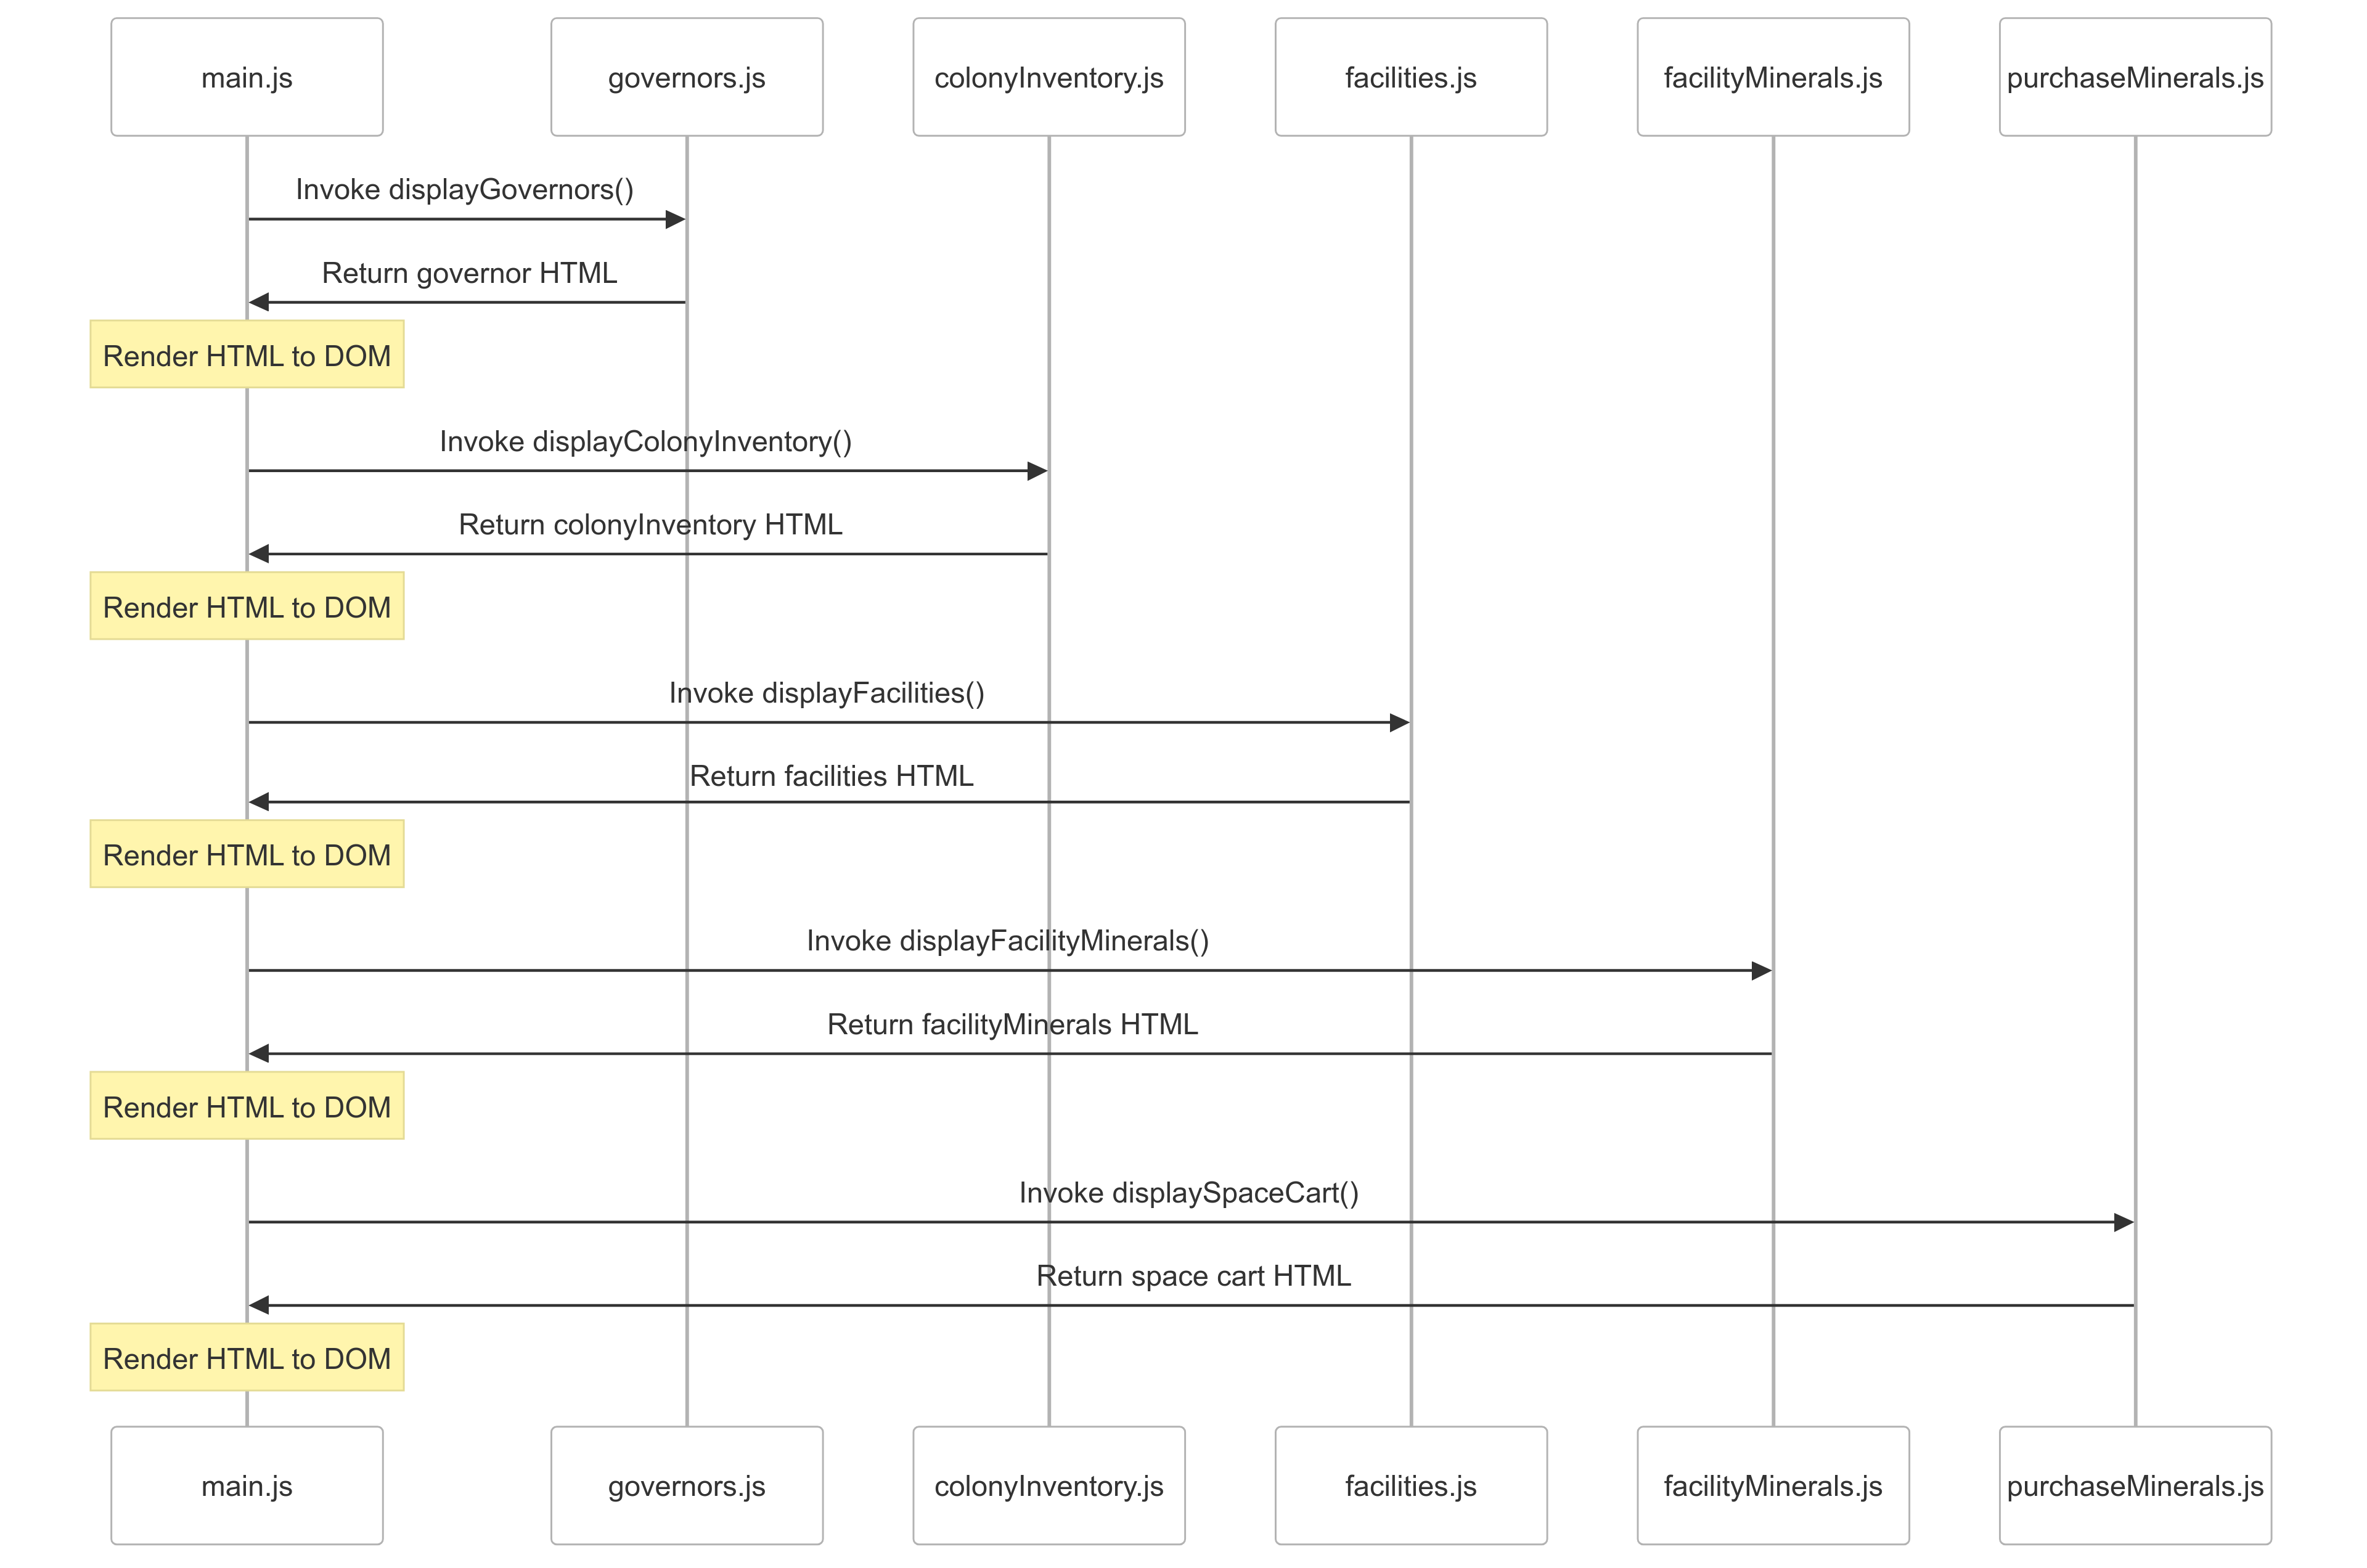 main.js
governors.js
colonyInventory.js
facilities.js
facilityMinerals.js
purchaseMinerals.js
Invoke displayGovernors()
Return governor HTML
Render HTML to DOM
Invoke displayColonyInventory()
Return colonyInventory HTML
Render HTML to DOM
Invoke displayFacilities()
Return facilities HTML
Render HTML to DOM
Invoke displayFacilityMinerals()
Return facilityMinerals HTML
Render HTML to DOM
Invoke displaySpaceCart()
Return space cart HTML
Render HTML to DOM
main.js
governors.js
colonyInventory.js
facilities.js
facilityMinerals.js
purchaseMinerals.js